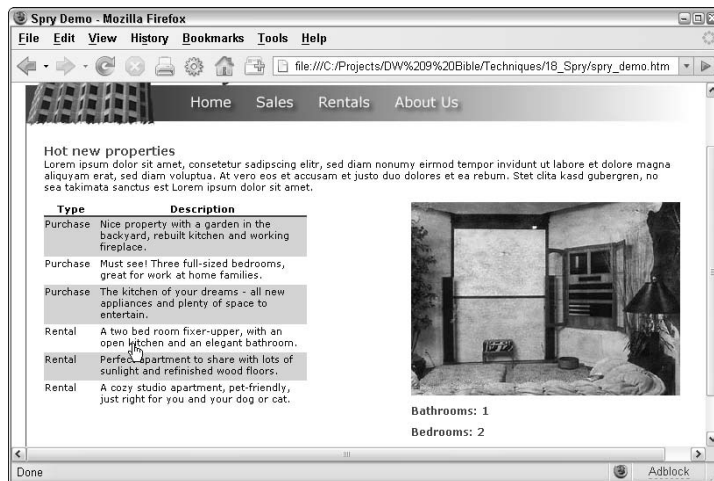 Spry Demo - Mozilla Firefox
File Edit View History Bookmarks Tools Help
file:///C:/Projects/DW%209%20Bible/Techniques/18_Spry/spry_demo.htm
Home Sales Rentals About Us
Hot new properties
Lorem ipsum dolor sit amet, consetetur sadipscing elitr, sed diam nonumy eirmod tempor invidunt ut labore et dolore magna
aliquyam erat, sed diam voluptua. At vero eos et accusam et justo duo dolores et ea rebum. Stet clita kasd gubergren, no
sea takimata sanctus est Lorem ipsum dolor sit amet.
Type Description
Purchase Nice property with a garden in the
backyard, rebuilt kitchen and working
fireplace.
Purchase Must see! Three full-sized bedrooms,
great for work at home families.
Purchase The kitchen of your dreams - all new
appliances and plenty of space to
entertain.
Rental A two bed room fixer-upper, with an
open kitchen and an elegant bathroom.
Rental Perfect apartment to share with lots of
sunlight and refinished wood floors.
Rental A cozy studio apartment, pet-friendly,
just right for you and your dog or cat.
Bathrooms: 1
Bedrooms: 2
Done Adblock